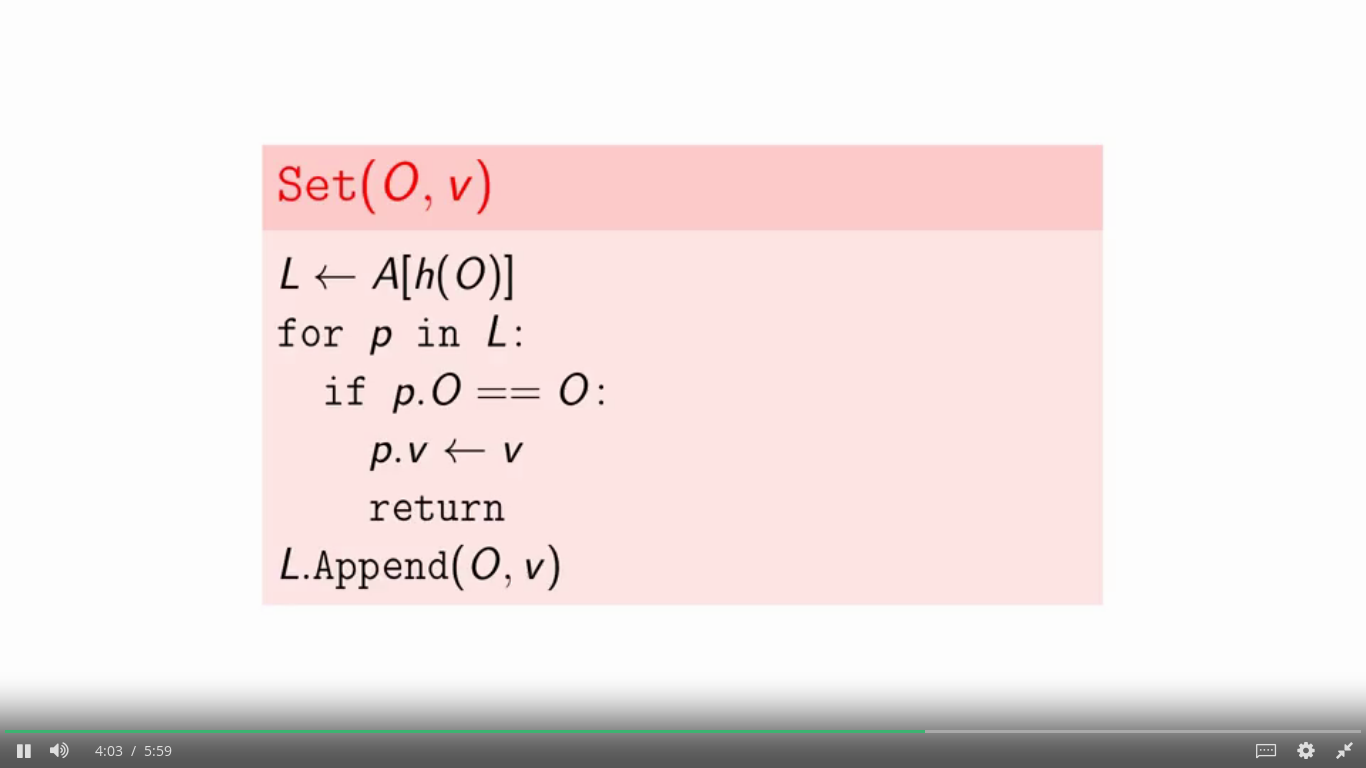 Set(O, v)
L ← A[h(O)]
for p in L:
if p.O == O:
p.v ← v
return
L.Append(O, v)
4:03 / 5:59